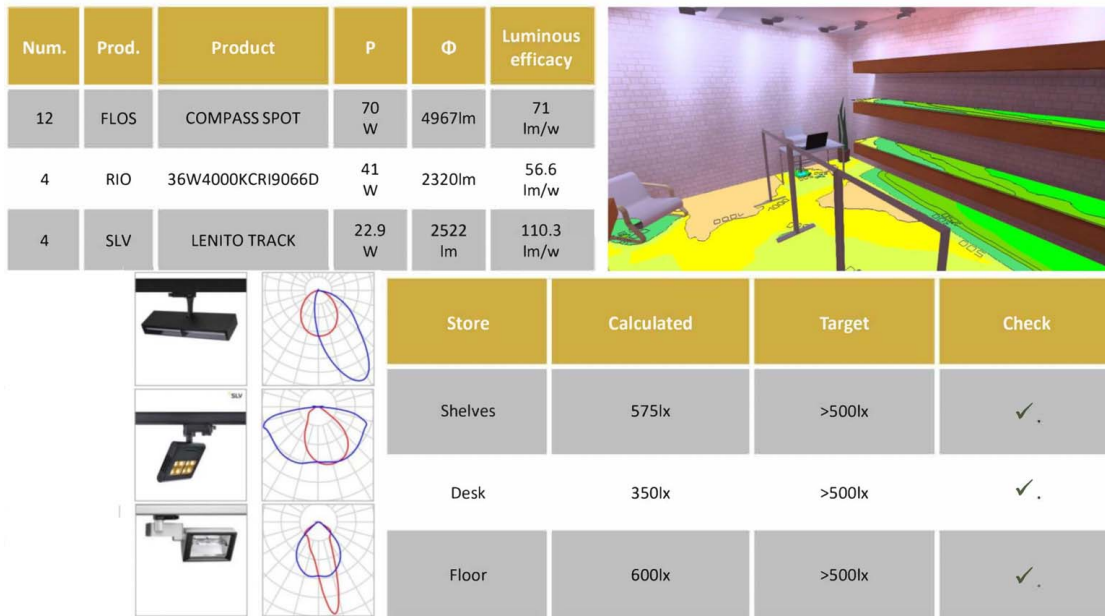 Num. Prod. Product P Φ Luminous efficacy
12 FLOS COMPASS SPOT 70 W 4967lm 71 lm/w
4 RIO 36W4000KCRI9066D 41 W 2320lm 56.6 lm/w
4 SLV LENITO TRACK 22.9 W 2522 lm 110.3 lm/w
SLV
Store Calculated Target Check
Shelves 575lx >500lx ✓.
Desk 350lx >500lx ✓.
Floor 600lx >500lx ✓.